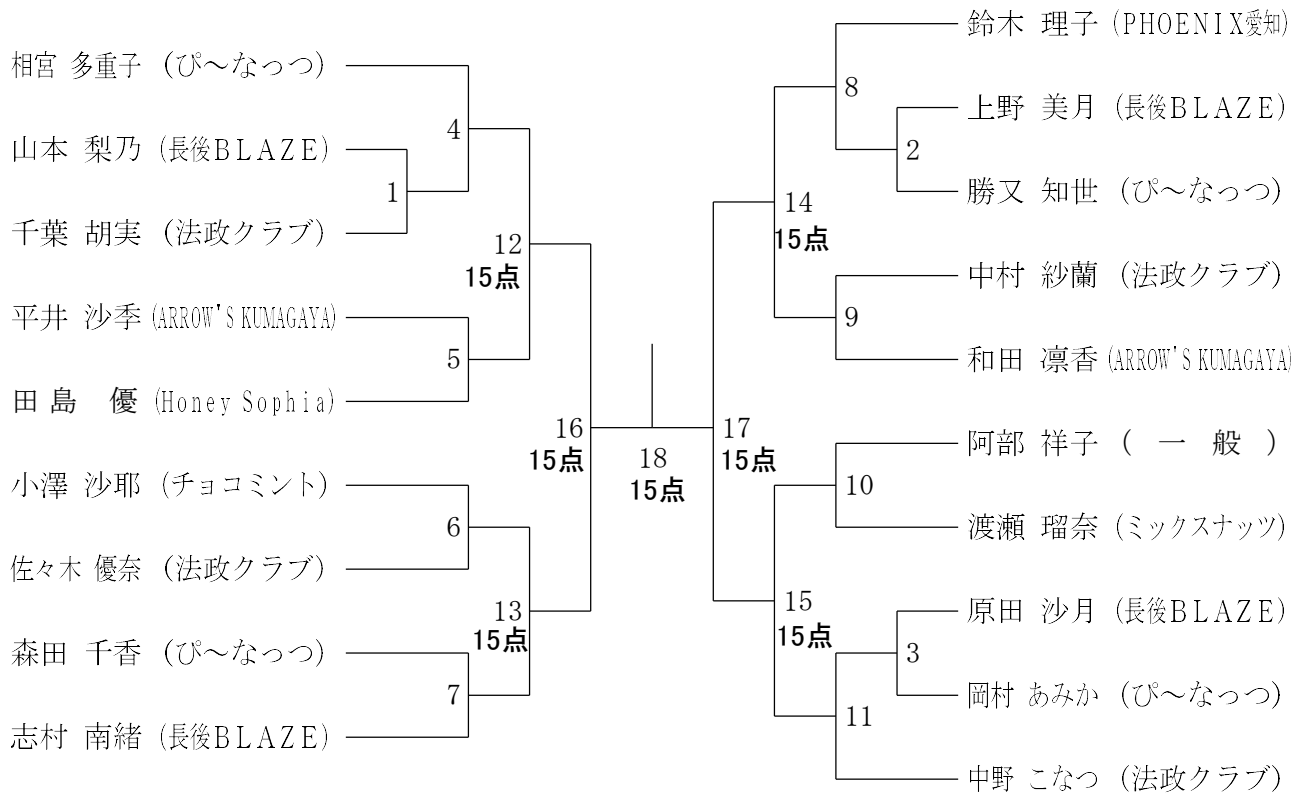 相宮 多重子 (ぴ～なっつ)
山本 梨乃 (長後ＢＬＡＺＥ)
千葉 胡実 (法政クラブ)
平井 沙季 (ARROW'S KUMAGAYA)
田島　優 (Honey Sophia)
小澤 沙耶 (チョコミント)
佐々木 優奈 (法政クラブ)
森田 千香 (ぴ～なっつ)
志村 南緒 (長後ＢＬＡＺＥ)
1
4
5
6
7
12
15点
13
15点
16
15点
18
15点
17
15点
14
15点
15
15点
8
2
9
10
3
11
鈴木 理子 (ＰＨＯＥＮＩＸ愛知)
上野 美月 (長後ＢＬＡＺＥ)
勝又 知世 (ぴ～なっつ)
中村 紗蘭 (法政クラブ)
和田 凛香 (ARROW'S KUMAGAYA)
阿部 祥子 (　一　般　)
渡瀬 瑠奈 (ミックスナッツ)
原田 沙月 (長後ＢＬＡＺＥ)
岡村 あみか (ぴ～なっつ)
中野 こなつ (法政クラブ)